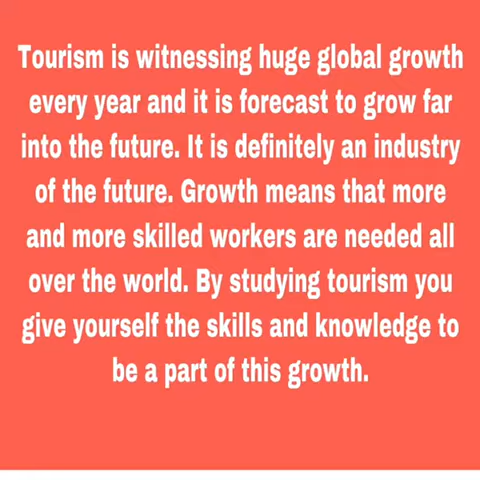 Tourism is witnessing huge global growth
every year and it is forecast to grow far
into the future. It is definitely an industry
of the future. Growth means that more
and more skilled workers are needed all
over the world. By studying tourism you
give yourself the skills and knowledge to
be a part of this growth.